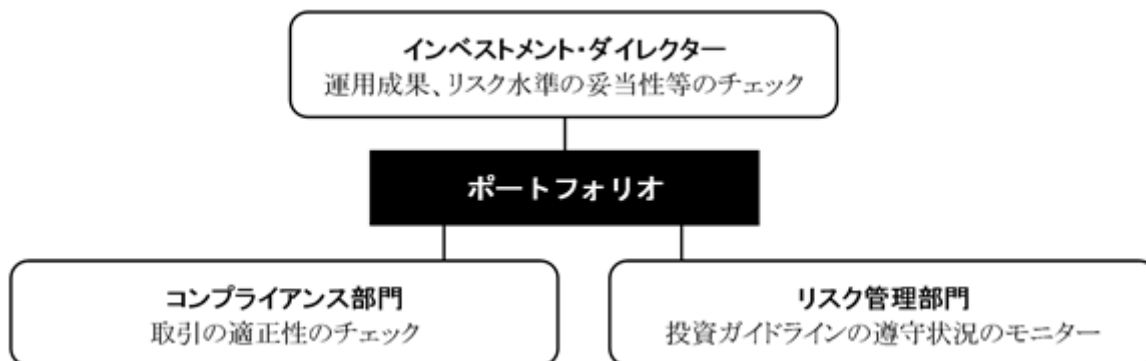 インベストメント・ダイレクター
運用成果、リスク水準の妥当性等のチェック
ポートフォリオ
コンプライアンス部門
取引の適正性のチェック
リスク管理部門
投資ガイドラインの遵守状況のモニター